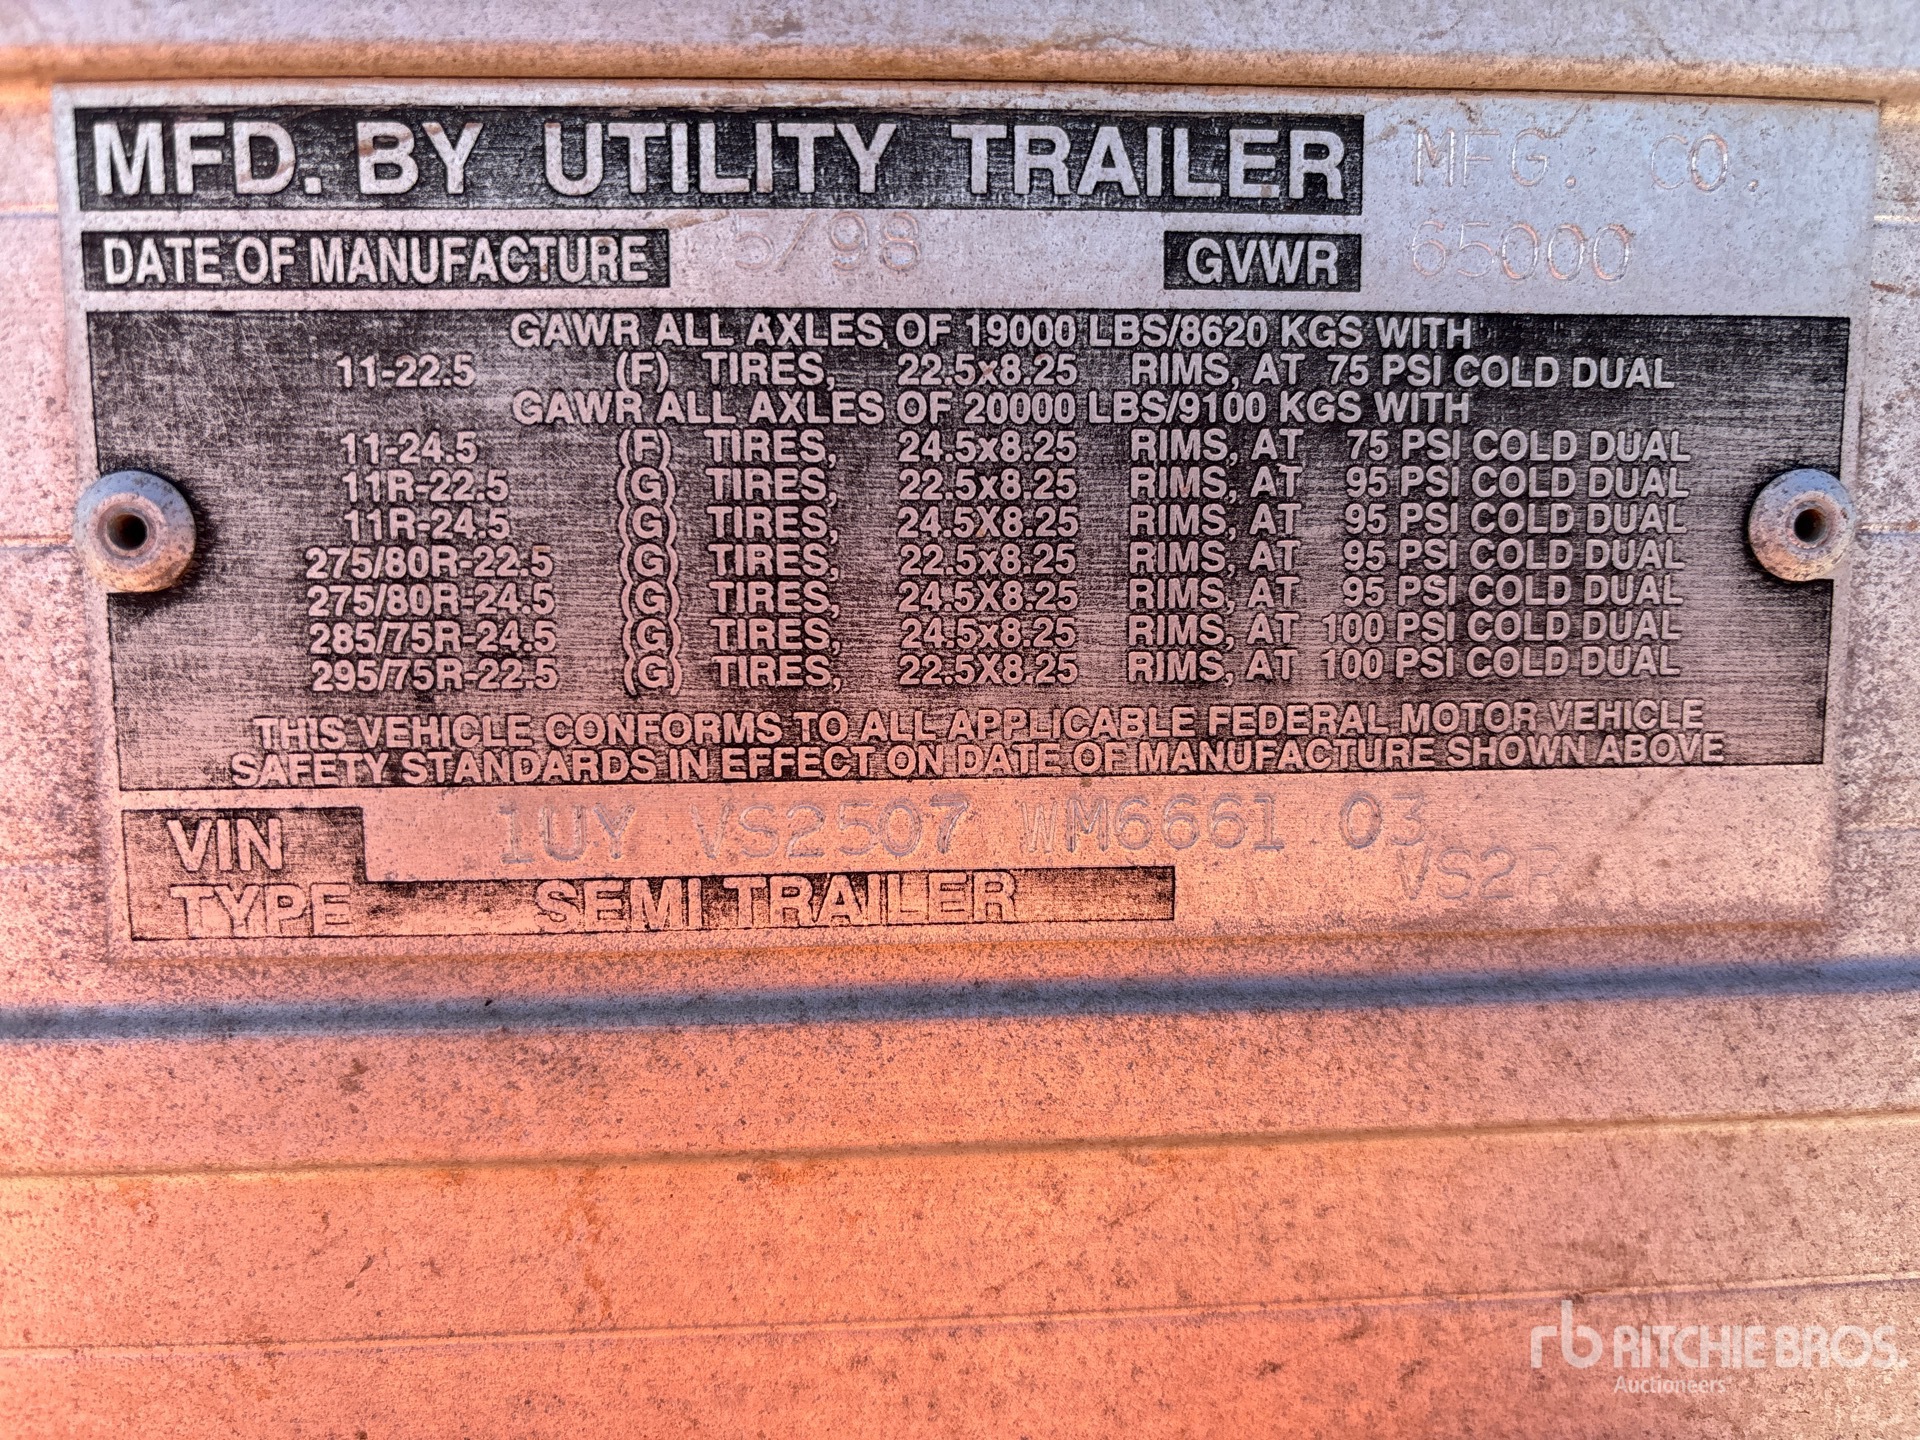 MFD. BY UTILITY TRAILER MFG. CO.
DATE OF MANUFACTURE 5/98 GVWR 65000
GAWR ALL AXLES OF 19000 LBS/8620 KGS WITH
11-22.5 (F) TIRES, 22.5x8.25 RIMS, AT 75 PSI COLD DUAL
GAWR ALL AXLES OF 20000 LBS/9100 KGS WITH
11-24.5 (F) TIRES, 24.5x8.25 RIMS, AT 75 PSI COLD DUAL
11R-22.5 (G) TIRES, 22.5x8.25 RIMS, AT 95 PSI COLD DUAL
11R-24.5 (G) TIRES, 24.5X8.25 RIMS, AT 95 PSI COLD DUAL
275/80R-22.5 (G) TIRES, 22.5X8.25 RIMS, AT 95 PSI COLD DUAL
275/80R-24.5 (G) TIRES, 24.5X8.25 RIMS, AT 95 PSI COLD DUAL
285/75R-24.5 (G) TIRES, 24.5X8.25 RIMS, AT 100 PSI COLD DUAL
295/75R-22.5 (G) TIRES, 22.5X8.25 RIMS, AT 100 PSI COLD DUAL
THIS VEHICLE CONFORMS TO ALL APPLICABLE FEDERAL MOTOR VEHICLE
SAFETY STANDARDS IN EFFECT ON DATE OF MANUFACTURE SHOWN ABOVE
VIN 1UY VS2507 WM6661 03
TYPE SEMI TRAILER
rb RITCHIE BROS.
Auctioneers